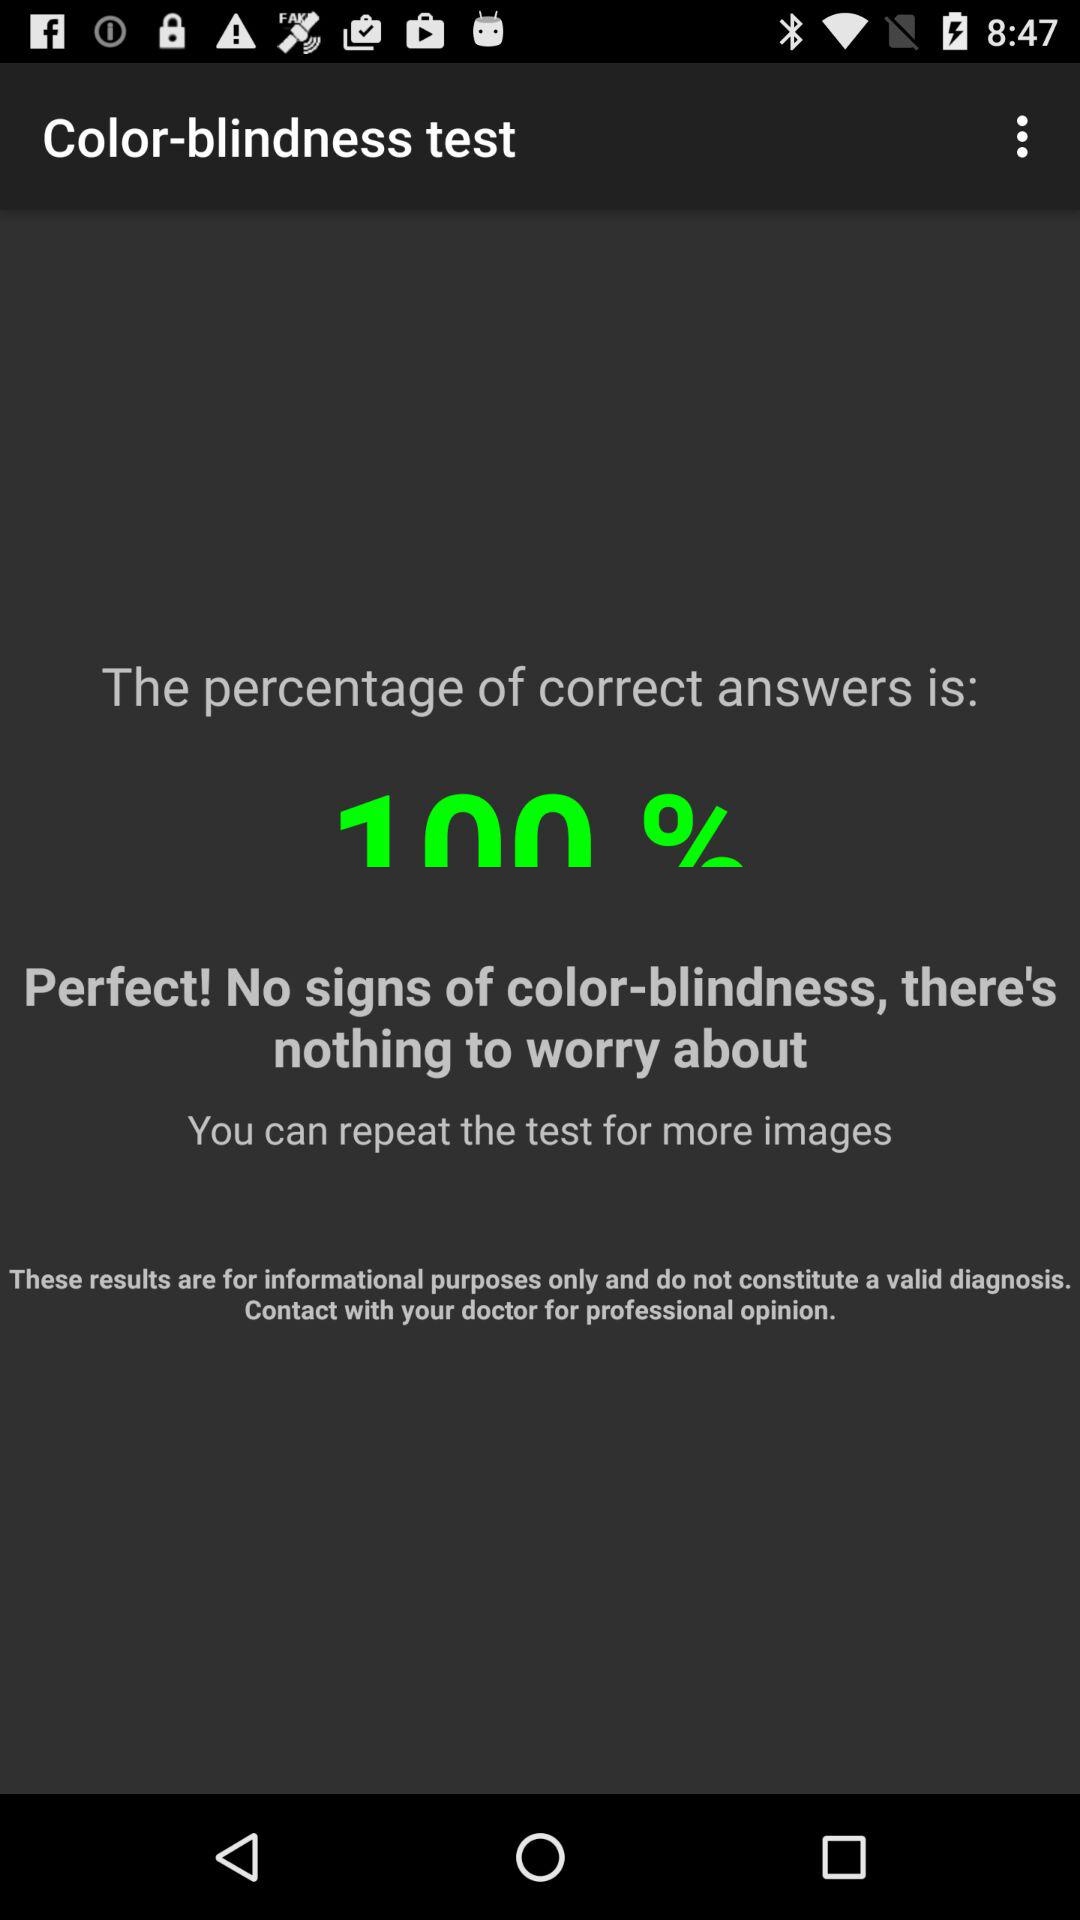 FAKE
8:47
Color-blindness test
The percentage of correct answers is:
100 %
Perfect! No signs of color-blindness, there's
nothing to worry about
You can repeat the test for more images
These results are for informational purposes only and do not constitute a valid diagnosis.
Contact with your doctor for professional opinion.